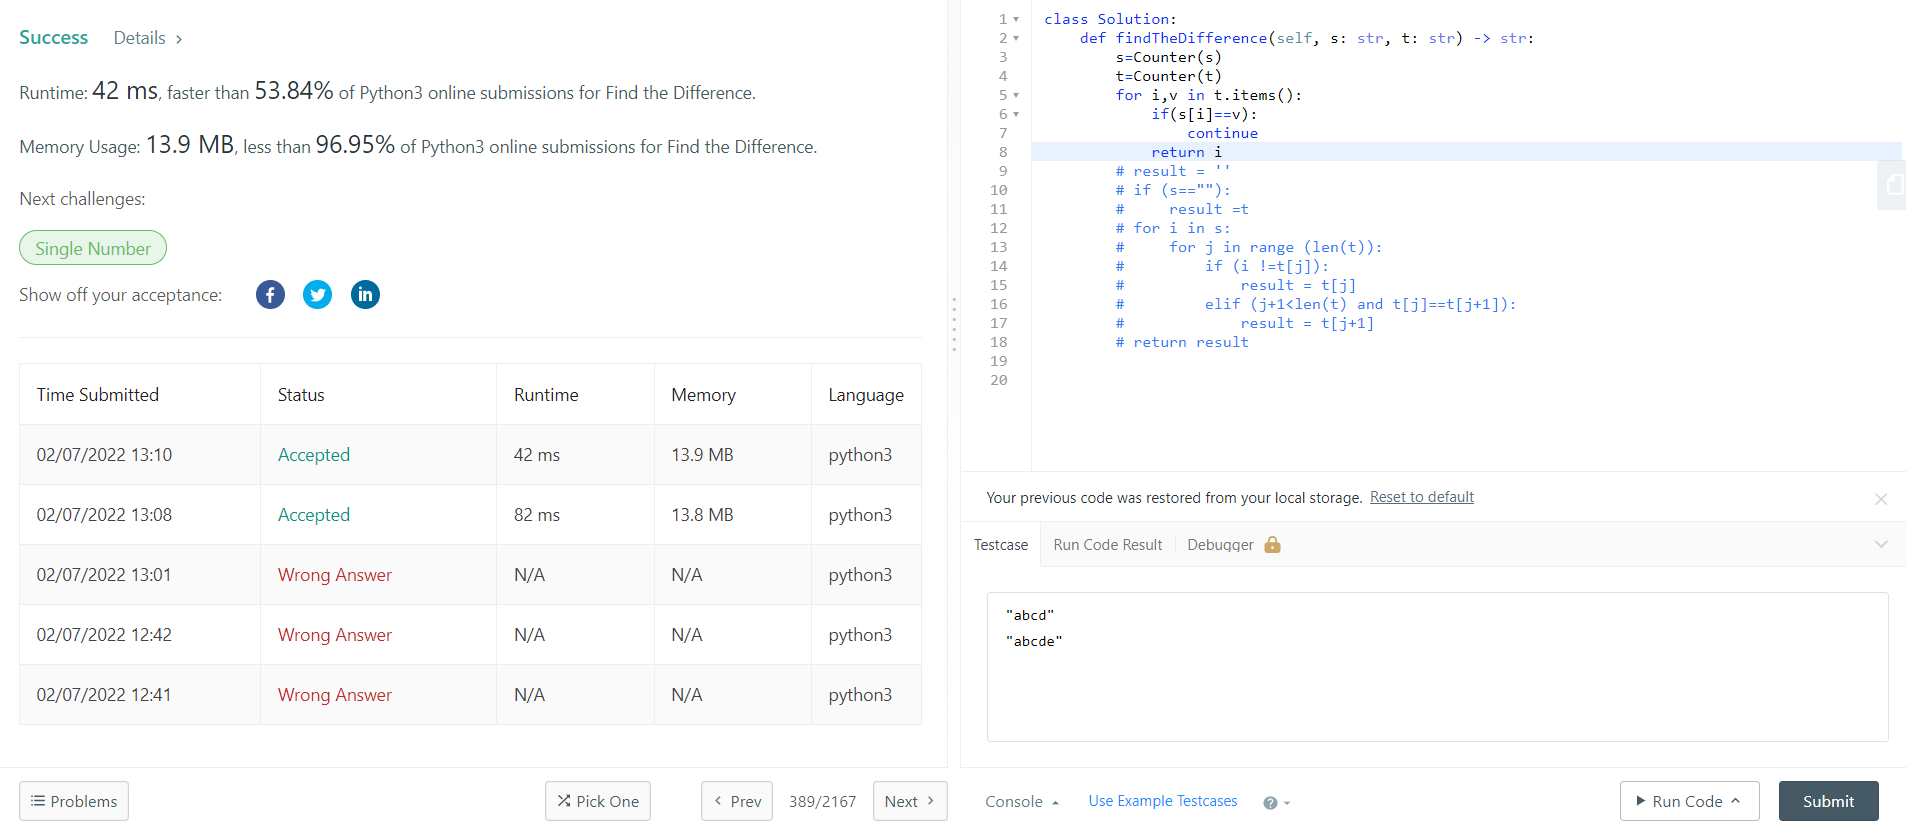 Success Details >
Runtime: 42 ms, faster than 53.84% of Python3 online submissions for Find the Difference.
Memory Usage: 13.9 MB, less than 96.95% of Python3 online submissions for Find the Difference.
Next challenges:
Single Number
Show off your acceptance:
Time Submitted Status Runtime Memory Language
02/07/2022 13:10 Accepted 42 ms 13.9 MB python3
02/07/2022 13:08 Accepted 82 ms 13.8 MB python3
02/07/2022 13:01 Wrong Answer N/A N/A python3
02/07/2022 12:42 Wrong Answer N/A N/A python3
02/07/2022 12:41 Wrong Answer N/A N/A python3
Problems Pick One < Prev 389/2167 Next >
1 class Solution:
2     def findTheDifference(self, s: str, t: str) -> str:
3         s=Counter(s)
4         t=Counter(t)
5         for i,v in t.items():
6             if(s[i]==v):
7                 continue
8             return i
9         # result = ''
10         # if (s==""):
11         #     result =t
12         # for i in s:
13         #     for j in range (len(t)):
14         #         if (i !=t[j]):
15         #             result = t[j]
16         #         elif (j+1<len(t) and t[j]==t[j+1]):
17         #             result = t[j+1]
18         # return result
19
20
Your previous code was restored from your local storage. Reset to default
Testcase Run Code Result Debugger
"abcd"
"abcde"
Console Use Example Testcases ? Run Code Submit